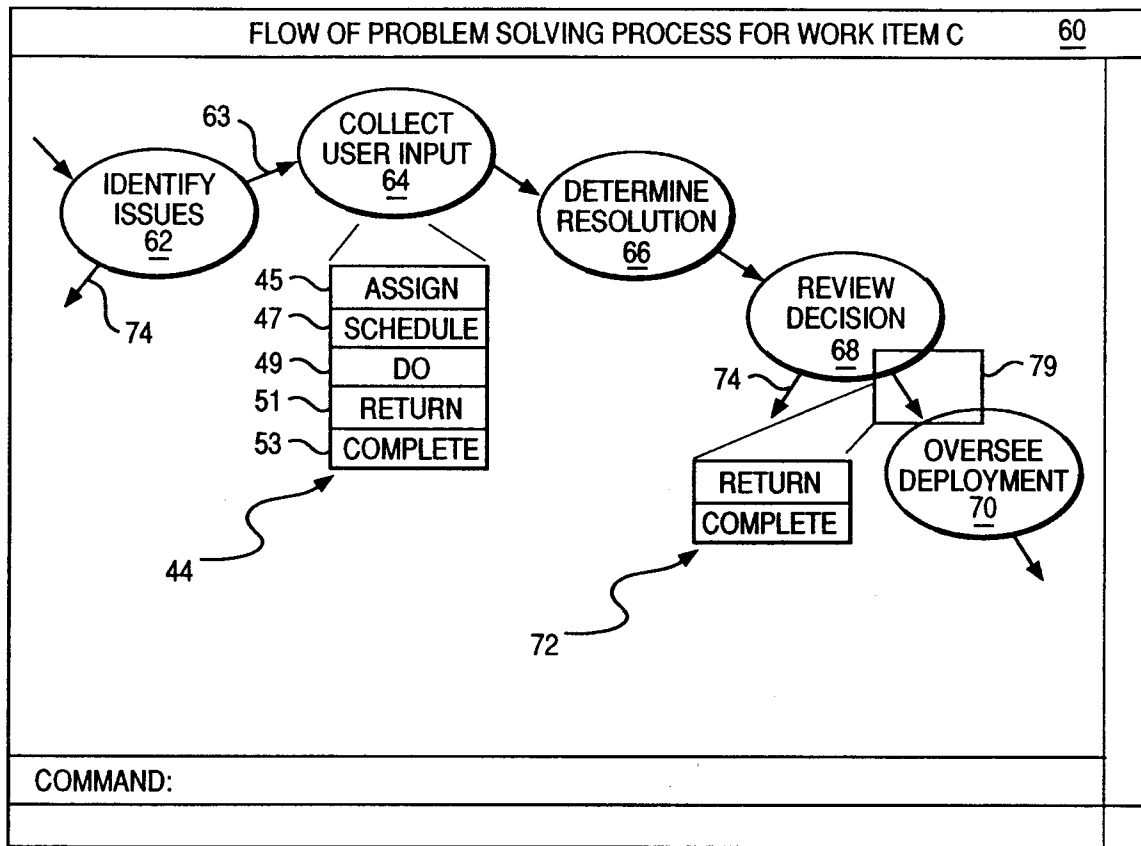 FLOW OF PROBLEM SOLVING PROCESS FOR WORK ITEM C 60
63
COLLECT
USER INPUT
64
IDENTIFY
ISSUES
62
DETERMINE
RESOLUTION
66
REVIEW
DECISION
68
74
45
ASSIGN
47
SCHEDULE
49
DO
51
RETURN
53
COMPLETE
44
74
79
RETURN
COMPLETE
72
OVERSEE
DEPLOYMENT
70
COMMAND: